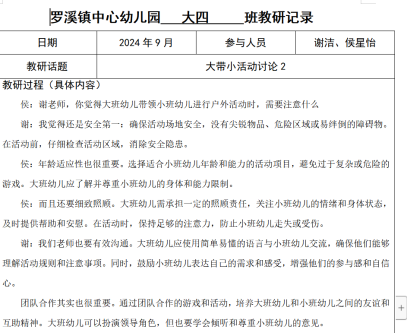 罗溪镇中心幼儿园 大四 班教研记录
日期 2024 年 9 月 参与人员 谢洁、侯星怡
教研话题 大带小活动讨论 2
教研过程（具体内容）
侯：谢老师，你觉得大班幼儿带领小班幼儿进行户外活动时，需要注意什么
谢：我觉得还是安全第一：确保活动场地安全，没有尖锐物品、危险区域或易绊倒的障碍物。
在活动前，仔细检查活动区域，消除安全隐患。
侯：年龄适应性也很重要。选择适合小班幼儿年龄和能力的活动项目，避免过于复杂或危险的
游戏。大班幼儿应了解并尊重小班幼儿的身体和能力限制。
侯：而且还要细致照顾。大班幼儿需承担一定的照顾责任，关注小班幼儿的情绪和身体状态，
及时提供帮助和安慰。在活动时，保持足够的注意力，防止小班幼儿走失或受伤。
谢：我们老师也要有效沟通。大班幼儿应使用简单易懂的语言与小班幼儿交流，确保他们能够
理解活动规则和注意事项。同时，鼓励小班幼儿表达自己的需求和感受，增强他们的参与感和自信
心。
团队合作其实也很重要。通过团队合作的游戏和活动，培养大班幼儿和小班幼儿之间的友谊和
互助精神。大班幼儿可以扮演领导角色，但也要学会倾听和尊重小班幼儿的意见。